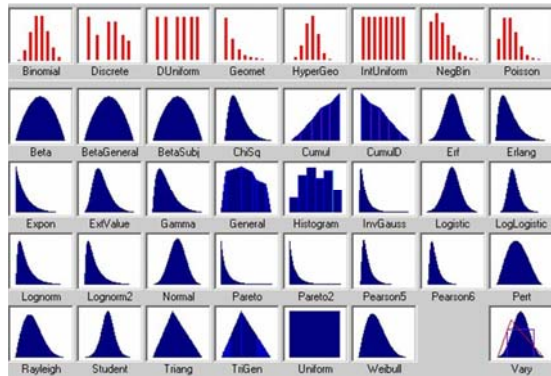 Binomial Discrete DUniform Geomet HyperGeo IntUniform NegBin Poisson
Beta BetaGeneral BetaSubj ChiSq Cumul CumulD Erf Erlang
Expon ExtValue Gamma General Histogram InvGauss Logistic LogLogistic
Lognorm Lognorm2 Normal Pareto Pareto2 Pearson5 Pearson6 Pert
Rayleigh Student Triang TriGen Uniform Weibull Vary